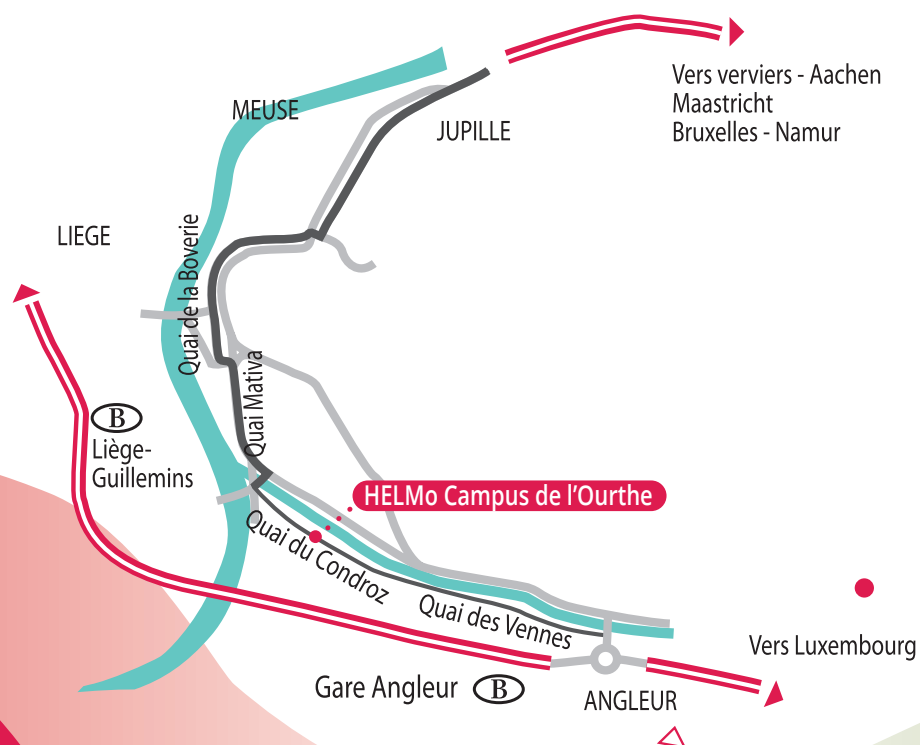 Vers verviers - Aachen
Maastricht
Bruxelles - Namur
MEUSE
JUPILLE
LIEGE
Quai de la Boverie
Quai Mativa
B
Liège-
Guillemins
HELMo Campus de l'Ourthe
Quai du Condroz
Quai des Vennes
Vers Luxembourg
Gare Angleur B
ANGLEUR